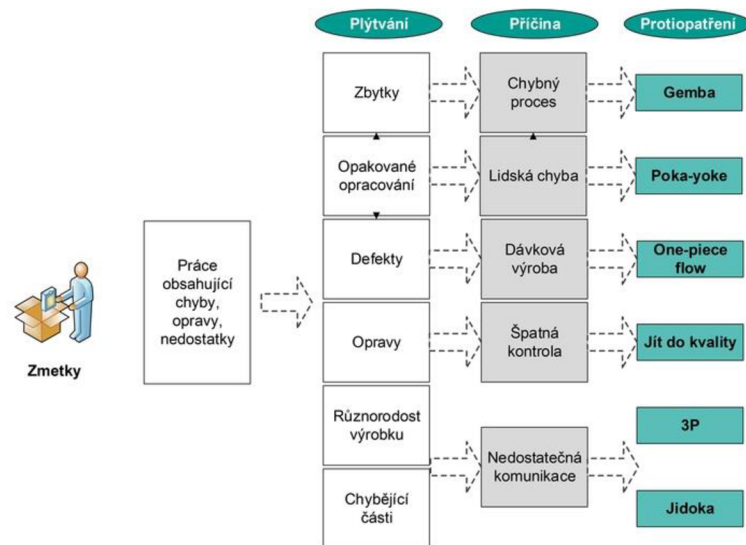 Plýtvání
Příčina
Protiopatření
Zbytky
Chybný
proces
Gemba
Opakované
opracování
Lidská chyba
Poka-yoke
Práce
obsahující
chyby,
opravy,
nedostatky
Zmetky
Defekty
Dávková
výroba
One-piece
flow
Opravy
Špatná
kontrola
Jít do kvality
Různorodost
výrobku
Nedostatečná
komunikace
3P
Chybějící
části
Jidoka